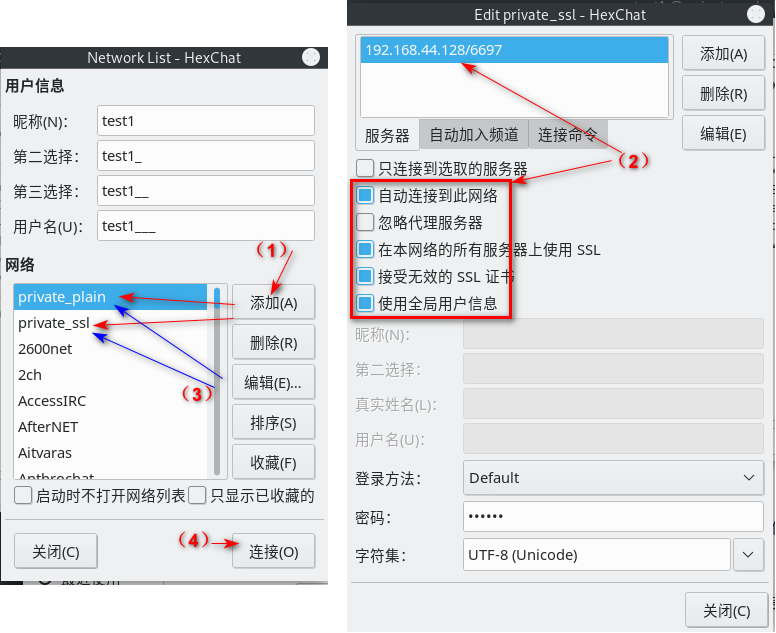 Network List - HexChat
用户信息
昵称(N):
test1
第二选择:
test1_
第三选择:
test1__
用户名(U):
test1___
(1)
网络
private_plain
private_ssl
2600net
2ch
AccessIRC
AfterNET
Aitvaras
Anthrochat
添加(A)
删除(R)
编辑(E)...
(3)
排序(S)
收藏(F)
启动时不打开网络列表
只显示已收藏的
关闭(C)
(4)
连接(O)
最近使用
Edit private_ssl - HexChat
192.168.44.128/6697
添加(A)
删除(R)
编辑(E)
服务器
自动加入频道
连接命令
(2)
只连接到选取的服务器
自动连接到此网络
忽略代理服务器
在本网络的所有服务器上使用 SSL
接受无效的 SSL 证书
使用全局用户信息
昵称(N):
第二选择:
真实姓名(L):
用户名(U):
登录方法:
Default
密码:
••••••
字符集:
UTF-8 (Unicode)
关闭(C)